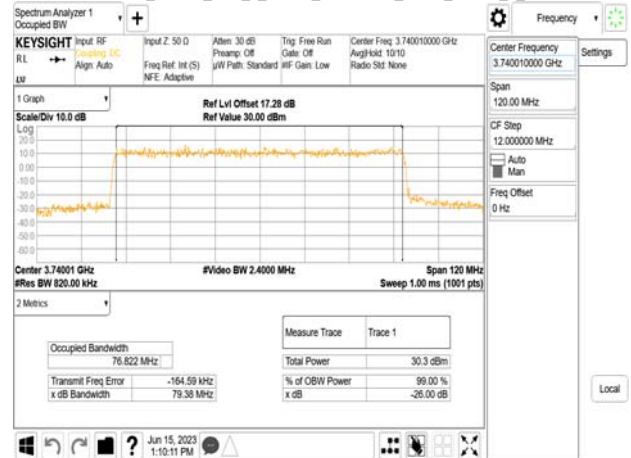 Spectrum Analyzer 1
Occupied BW
+
Frequency
KEYSIGHT
RL
LVI
Input: RF
Coupling: DC
Align: Auto
Input Z: 50 Ω
Freq Ref: Int (S)
NFE: Adaptive
Atten: 30 dB
Preamp: Off
µW Path: Standard
Trig: Free Run
Gate: Off
#IF Gain: Low
Center Freq: 3.740010000 GHz
Avg|Hold: 10/10
Radio Std: None
Center Frequency
3.740010000 GHz
Settings
Span
120.00 MHz
CF Step
12.000000 MHz
Auto
Man
Freq Offset
0 Hz
Local
1 Graph
Scale/Div 10.0 dB
Ref Lvl Offset 17.28 dB
Ref Value 30.00 dBm
Log
20.0
10.0
0.00
-10.0
-20.0
-30.0
-40.0
-50.0
-60.0
Center 3.74001 GHz
#Video BW 2.4000 MHz
Span 120 MHz
#Res BW 820.00 kHz
Sweep 1.00 ms (1001 pts)
2 Metrics
Measure Trace Trace 1
Occupied Bandwidth
76.822 MHz
Total Power 30.3 dBm
Transmit Freq Error -164.59 kHz
% of OBW Power 99.00 %
x dB Bandwidth 79.38 MHz
x dB -26.00 dB
?
Jun 15, 2023
1:10:11 PM